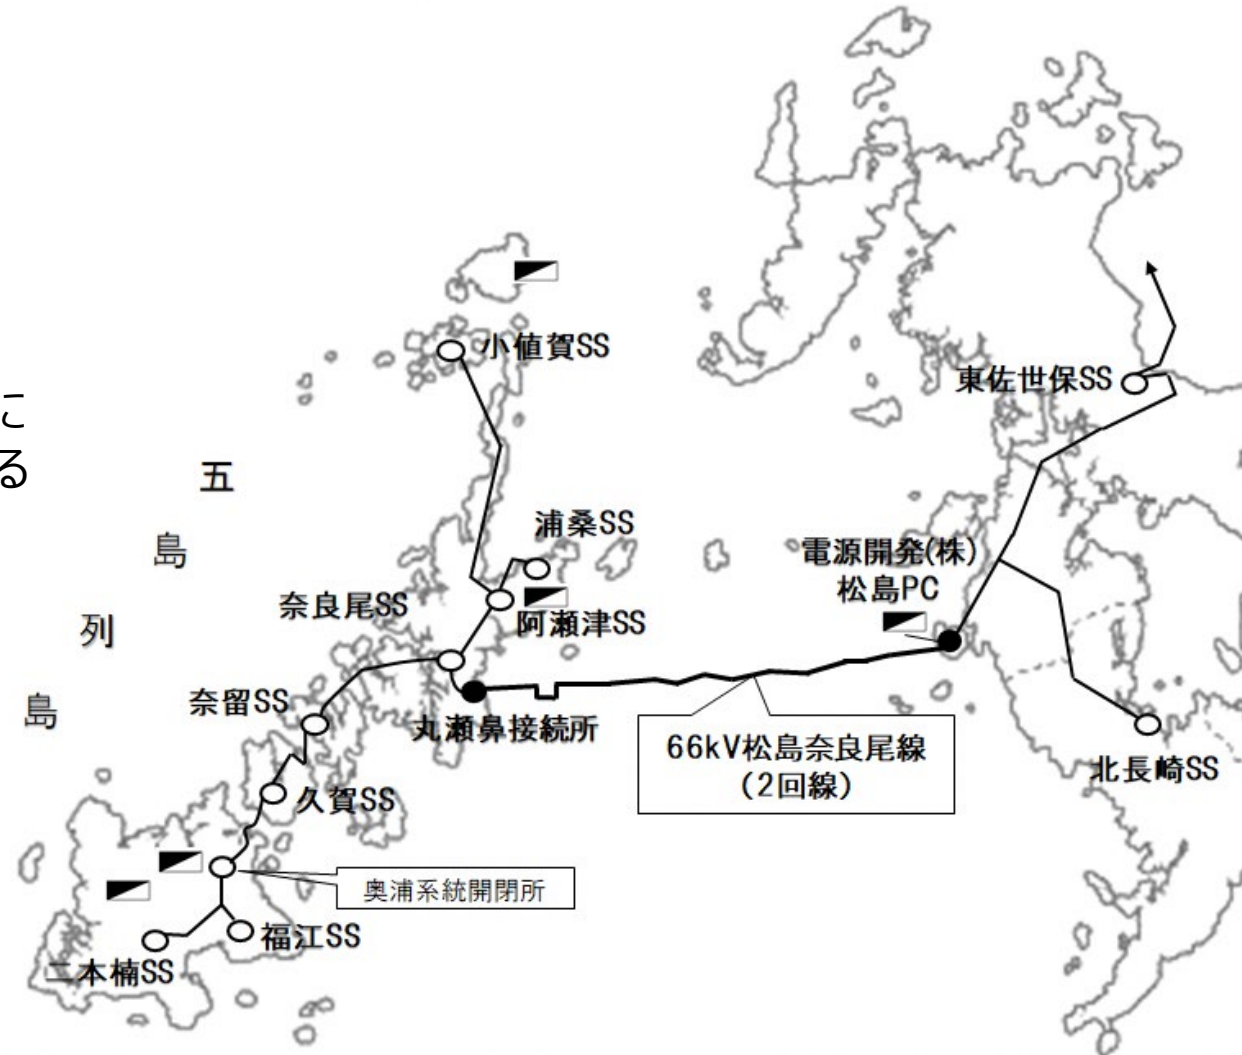 小値賀SS
東佐世保SS
に
る
五
島
列
島
浦桑SS
電源開発(株)
松島PC
奈良尾SS
阿瀬津SS
奈留SS
丸瀬鼻接続所
66kV松島奈良尾線
(2回線)
北長崎SS
久賀SS
奥浦系統開閉所
福江SS
二本楠SS